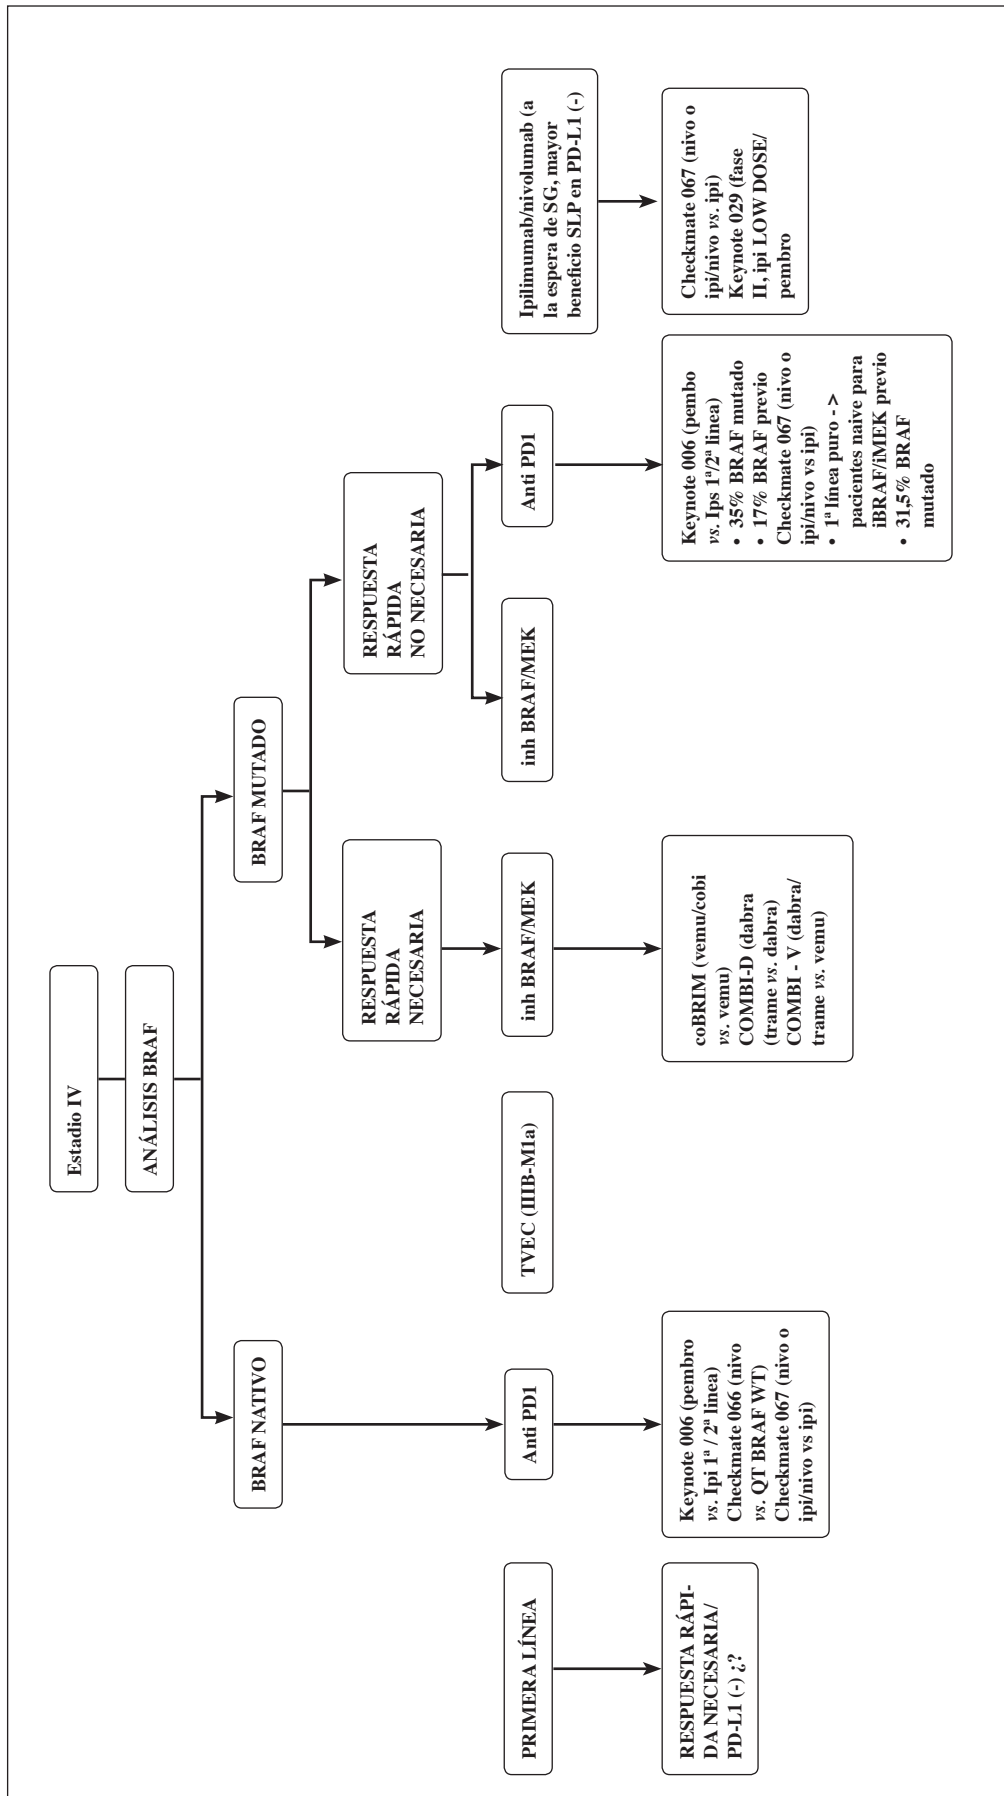 Estadio IV
ANÁLISIS BRAF
BRAF NATIVO
BRAF MUTADO
RESPUESTA
RÁPIDA
NECESARIA
RESPUESTA
RÁPIDA
NO NECESARIA
PRIMERA LÍNEA
Anti PD1
TVEC (IIIB-M1a)
inh BRAF/MEK
inh BRAF/MEK
Anti PD1
Ipilimumab/nivolumab (a
la espera de SG, mayor
beneficio SLP en PD-L1 (-)
RESPUESTA RÁPI-
DA NECESARIA/
PD-L1 (-) ¿?
Keynote 006 (pembro
vs. Ipi 1ª / 2ª linea)
Checkmate 066 (nivo
vs. QT BRAF WT)
Checkmate 067 (nivo o
ipi/nivo vs ipi)
coBRIM (vemu/cobi
vs. vemu)
COMBI-D (dabra
(trame vs. dabra)
COMBI - V (dabra/
trame vs. vemu)
Keynote 006 (pembo
vs. Ips 1ª/2ª linea)
• 35% BRAF mutado
• 17% BRAF previo
Checkmate 067 (nivo o
ipi/nivo vs ipi)
• 1ª línea puro - >
pacientes naive para
iBRAF/iMEK previo
• 31,5% BRAF
mutado
Checkmate 067 (nivo o
ipi/nivo vs. ipi)
Keynote 029 (fase
II, ipi LOW DOSE/
pembro